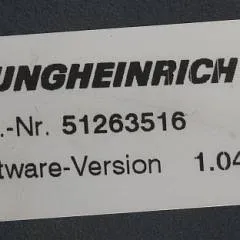 UNGHEINRICH
.-Nr. 51263516
tware-Version 1.04